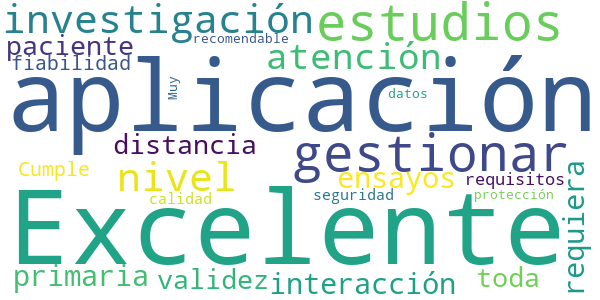 investigación
estudios
recomendable
paciente
atención
fiabilidad
aplicación
Muy
datos
distancia
gestionar
Cumple
nivel
ensayos
requisitos
requiera
calidad
seguridad
protección
Excelente
primaria
validez
interacción
toda